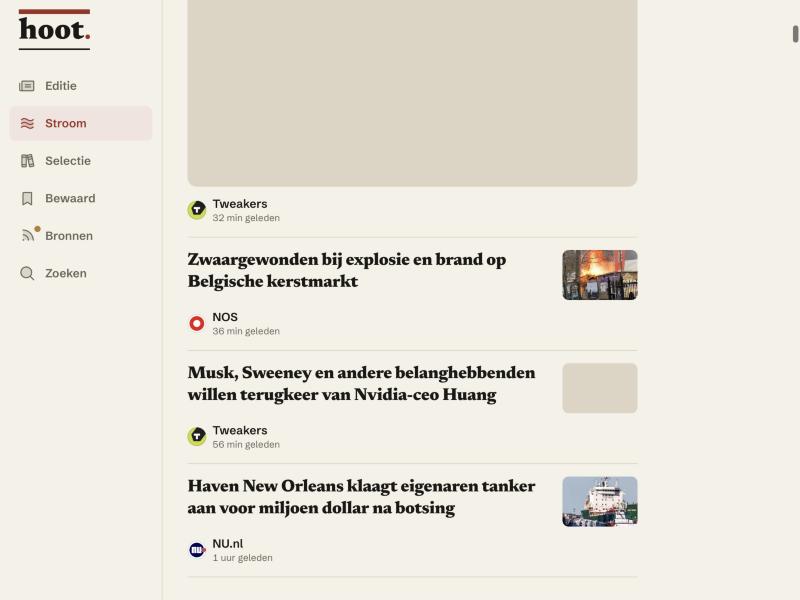 hoot.
Editie
Stroom
Selectie
Bewaard
Bronnen
Zoeken
Tweakers
32 min geleden
Zwaargewonden bij explosie en brand op
Belgische kerstmarkt
NOS
36 min geleden
Musk, Sweeney en andere belanghebbenden
willen terugkeer van Nvidia-ceo Huang
Tweakers
56 min geleden
Haven New Orleans klaagt eigenaren tanker
aan voor miljoen dollar na botsing
nu
NU.nl
1 uur geleden